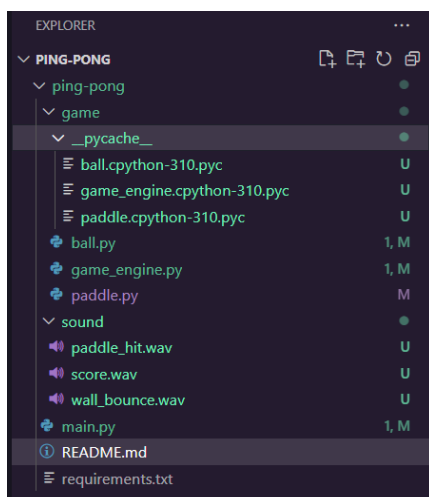 EXPLORER ...
PING-PONG
ping-pong
game
__pycache__
ball.cpython-310.pyc U
game_engine.cpython-310.pyc U
paddle.cpython-310.pyc U
ball.py 1, M
game_engine.py 1, M
paddle.py M
sound
paddle_hit.wav U
score.wav U
wall_bounce.wav U
main.py 1, M
README.md
requirements.txt